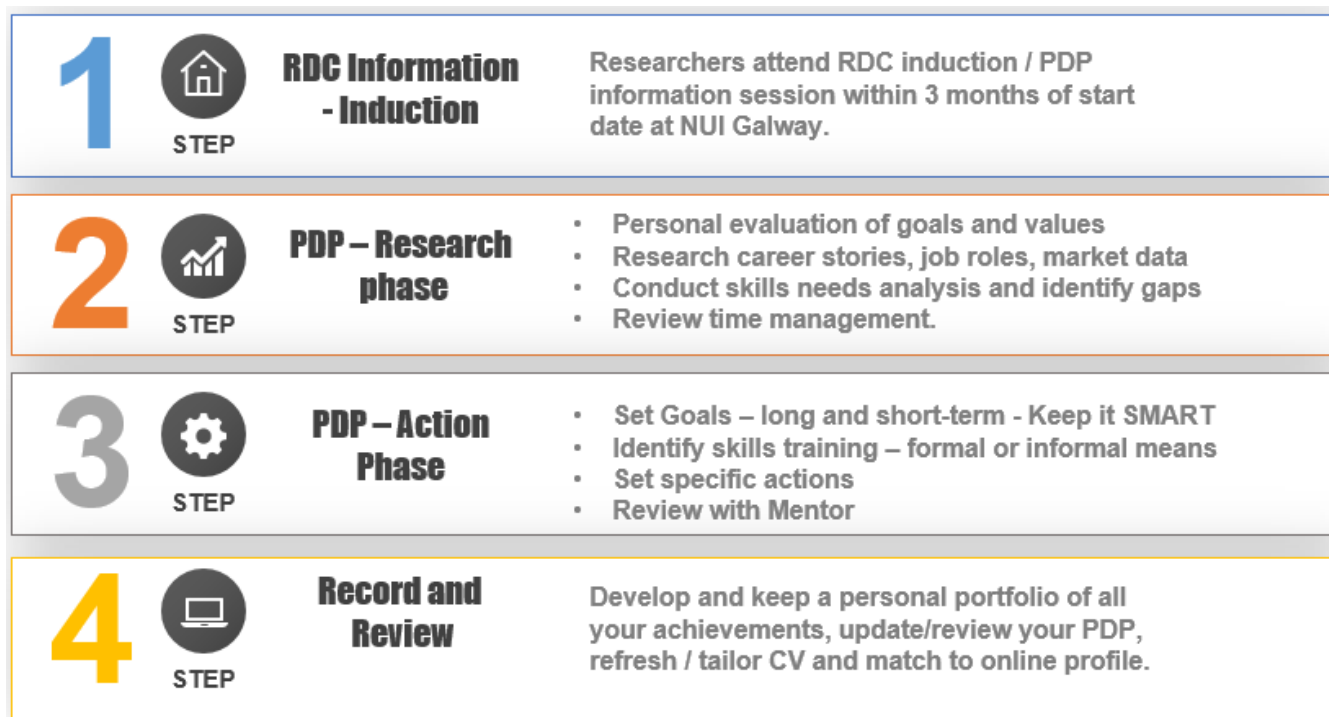 1
STEP
RDC Information
- Induction
Researchers attend RDC induction / PDP
information session within 3 months of start
date at NUI Galway.
2
STEP
PDP – Research
phase
• Personal evaluation of goals and values
• Research career stories, job roles, market data
• Conduct skills needs analysis and identify gaps
• Review time management.
3
STEP
PDP – Action
Phase
• Set Goals – long and short-term - Keep it SMART
• Identify skills training – formal or informal means
• Set specific actions
• Review with Mentor
4
STEP
Record and
Review
Develop and keep a personal portfolio of all
your achievements, update/review your PDP,
refresh / tailor CV and match to online profile.